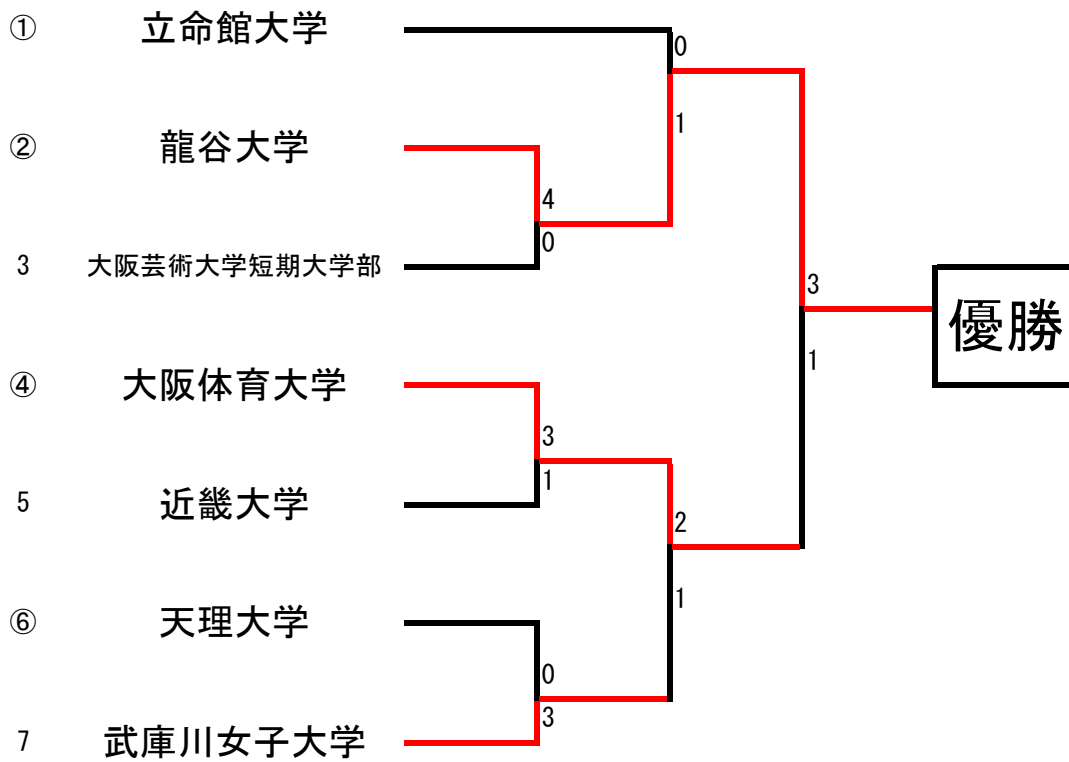 ① 立命館大学
0
1
② 龍谷大学
4
0
3 大阪芸術大学短期大学部
3
優勝
1
④ 大阪体育大学
3
1
5 近畿大学
2
1
⑥ 天理大学
0
3
7 武庫川女子大学